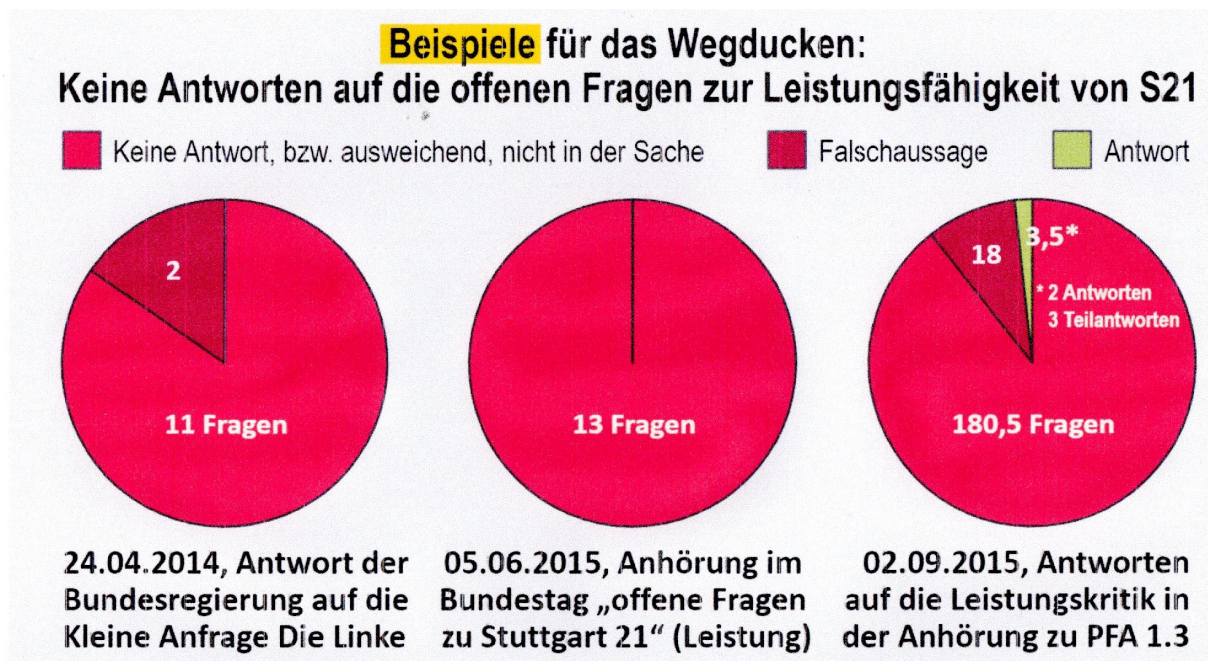 Beispiele für das Wegducken:
Keine Antworten auf die offenen Fragen zur Leistungsfähigkeit von S21
Keine Antwort, bzw. ausweichend, nicht in der Sache
Falschaussage
Antwort
2
11 Fragen
13 Fragen
18
3,5*
* 2 Antworten
3 Teilantworten
180,5 Fragen
24.04.2014, Antwort der
Bundesregierung auf die
Kleine Anfrage Die Linke
05.06.2015, Anhörung im
Bundestag „offene Fragen
zu Stuttgart 21“ (Leistung)
02.09.2015, Antworten
auf die Leistungskritik in
der Anhörung zu PFA 1.3